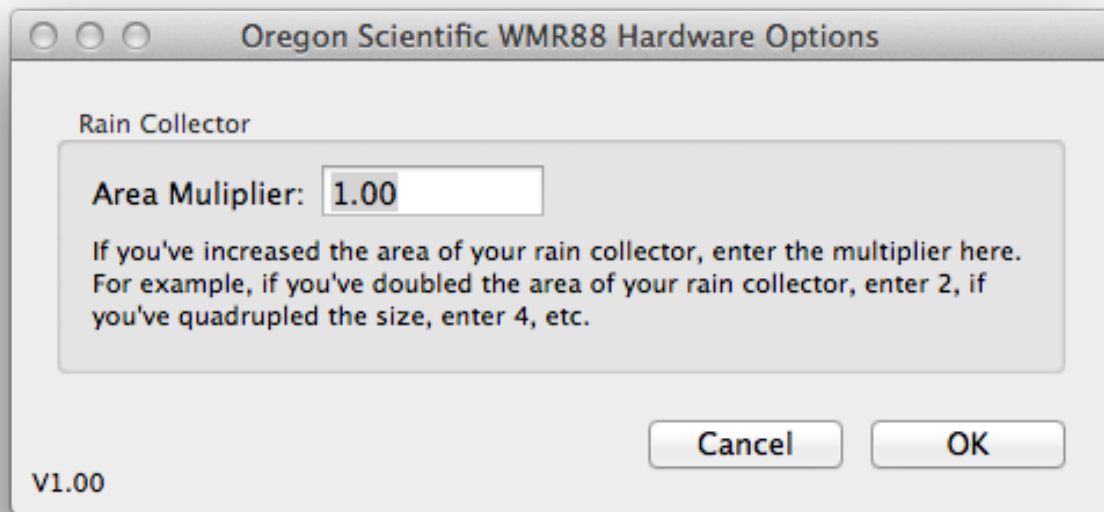 Oregon Scientific WMR88 Hardware Options
Rain Collector
Area Muliplier: 1.00
If you've increased the area of your rain collector, enter the multiplier here.
For example, if you've doubled the area of your rain collector, enter 2, if
you've quadrupled the size, enter 4, etc.
Cancel OK
V1.00